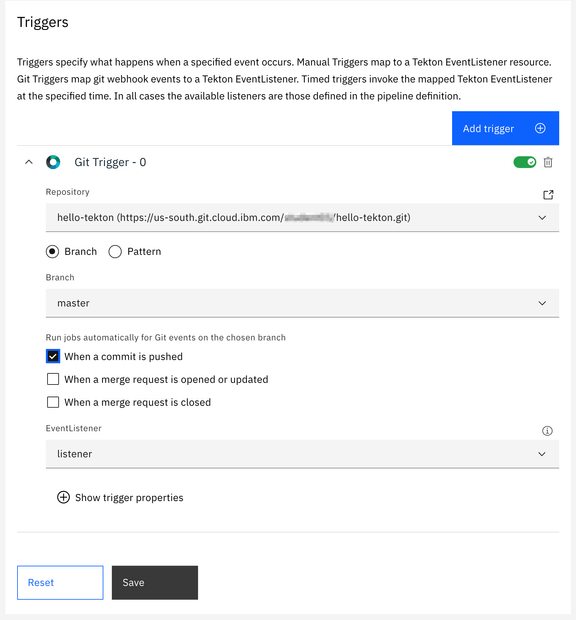 Triggers
Triggers specify what happens when a specified event occurs. Manual Triggers map to a Tekton EventListener resource.
Git Triggers map git webhook events to a Tekton EventListener. Timed triggers invoke the mapped Tekton EventListener
at the specified time. In all cases the available listeners are those defined in the pipeline definition.
Add trigger
Git Trigger - 0
Repository
hello-tekton (https://us-south.git.cloud.ibm.com/ /hello-tekton.git)
Branch
Pattern
Branch
master
Run jobs automatically for Git events on the chosen branch
When a commit is pushed
When a merge request is opened or updated
When a merge request is closed
EventListener
listener
Show trigger properties
Reset
Save